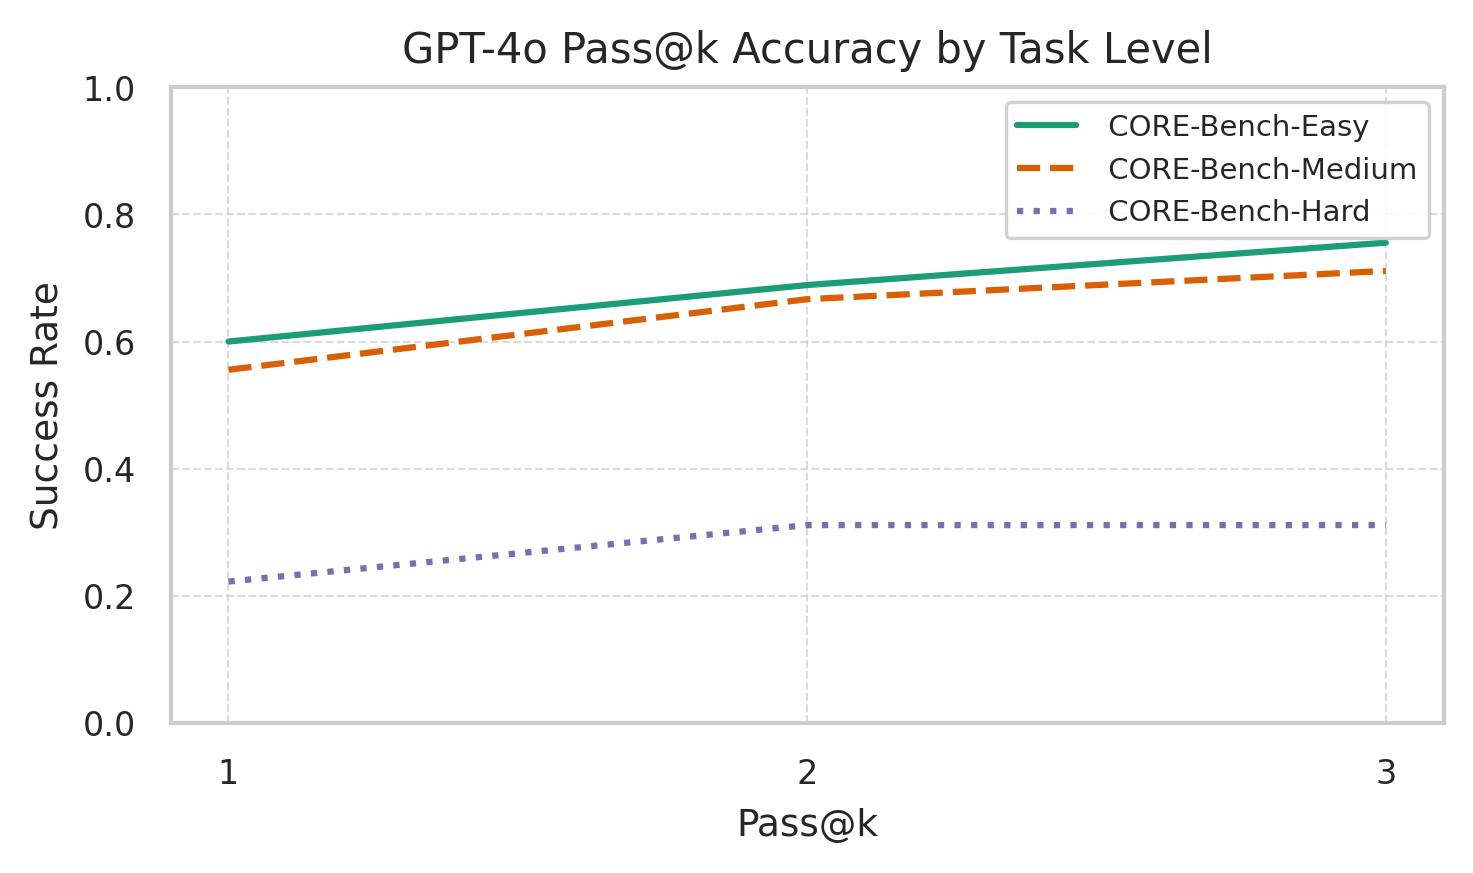 GPT-4o Pass@k Accuracy by Task Level
1.0
0.8
0.6
0.4
0.2
0.0
Success Rate
CORE-Bench-Easy
CORE-Bench-Medium
CORE-Bench-Hard
1 2 3
Pass@k